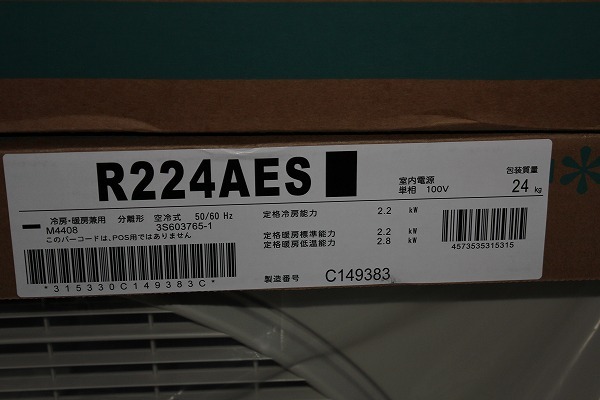 R224AES
室内電源
単相 100V
包装質量
24 kg
冷房・暖房兼用 分離形 空冷式 50/60 Hz
M4408 3S603765-1
このバーコードは、POS用ではありません
定格冷房能力 2.2 kW
定格暖房標準能力 2.2 kW
定格暖房低温能力 2.8 kW
4573535315315
*315330C149383C*
製造番号 C149383